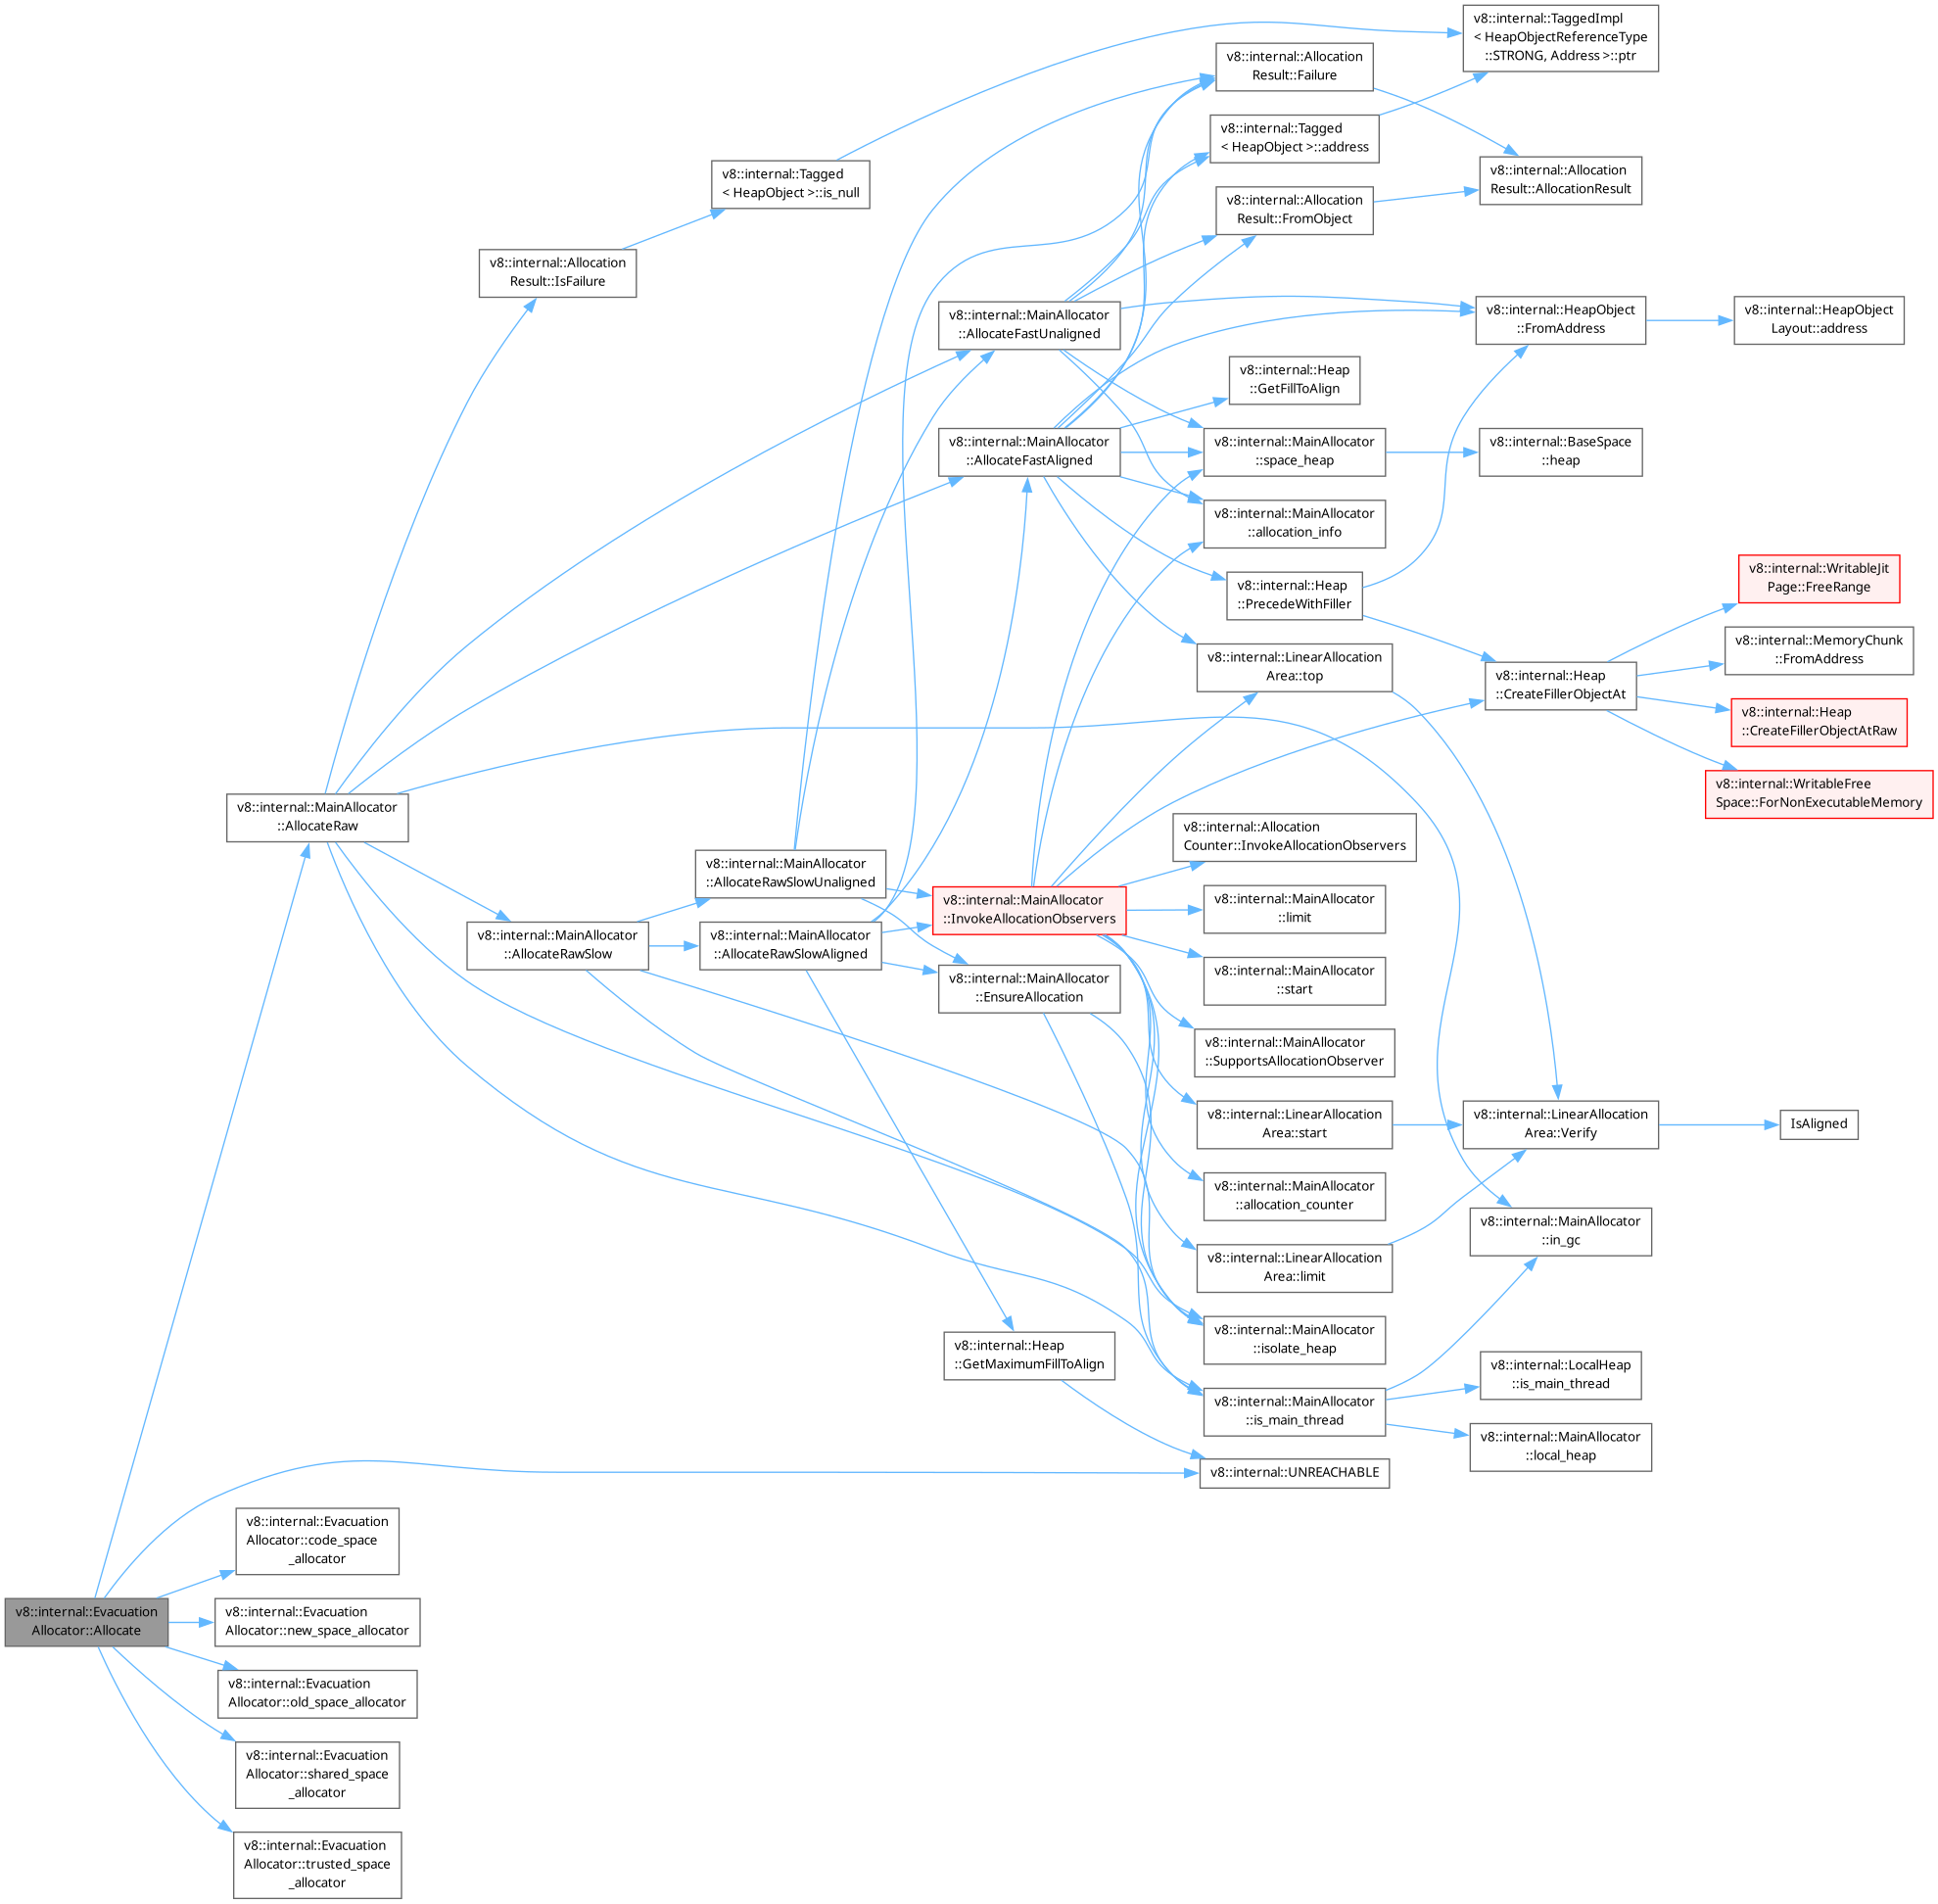 v8::internal::Evacuation
Allocator::Allocate
v8::internal::MainAllocator
::AllocateRaw
v8::internal::Evacuation
Allocator::code_space
_allocator
v8::internal::Evacuation
Allocator::new_space_allocator
v8::internal::Evacuation
Allocator::old_space_allocator
v8::internal::Evacuation
Allocator::shared_space
_allocator
v8::internal::Evacuation
Allocator::trusted_space
_allocator
v8::internal::Allocation
Result::IsFailure
v8::internal::MainAllocator
::AllocateRawSlow
v8::internal::Tagged
< HeapObject >::is_null
v8::internal::MainAllocator
::AllocateRawSlowUnaligned
v8::internal::MainAllocator
::AllocateRawSlowAligned
v8::internal::MainAllocator
::AllocateFastUnaligned
v8::internal::MainAllocator
::AllocateFastAligned
v8::internal::MainAllocator
::InvokeAllocationObservers
v8::internal::MainAllocator
::EnsureAllocation
v8::internal::Heap
::GetMaximumFillToAlign
v8::internal::Allocation
Result::Failure
v8::internal::Tagged
< HeapObject >::address
v8::internal::Allocation
Result::FromObject
v8::internal::Heap
::GetFillToAlign
v8::internal::MainAllocator
::space_heap
v8::internal::MainAllocator
::allocation_info
v8::internal::Heap
::PrecedeWithFiller
v8::internal::LinearAllocation
Area::top
v8::internal::Allocation
Counter::InvokeAllocationObservers
v8::internal::MainAllocator
::limit
v8::internal::MainAllocator
::start
v8::internal::MainAllocator
::SupportsAllocationObserver
v8::internal::LinearAllocation
Area::start
v8::internal::MainAllocator
::allocation_counter
v8::internal::LinearAllocation
Area::limit
v8::internal::MainAllocator
::isolate_heap
v8::internal::MainAllocator
::is_main_thread
v8::internal::UNREACHABLE
v8::internal::TaggedImpl
< HeapObjectReferenceType
::STRONG, Address >::ptr
v8::internal::Allocation
Result::AllocationResult
v8::internal::HeapObject
::FromAddress
v8::internal::BaseSpace
::heap
v8::internal::Heap
::CreateFillerObjectAt
v8::internal::LinearAllocation
Area::Verify
v8::internal::MainAllocator
::in_gc
v8::internal::LocalHeap
::is_main_thread
v8::internal::MainAllocator
::local_heap
v8::internal::HeapObject
Layout::address
v8::internal::WritableJit
Page::FreeRange
v8::internal::MemoryChunk
::FromAddress
v8::internal::Heap
::CreateFillerObjectAtRaw
v8::internal::WritableFree
Space::ForNonExecutableMemory
IsAligned